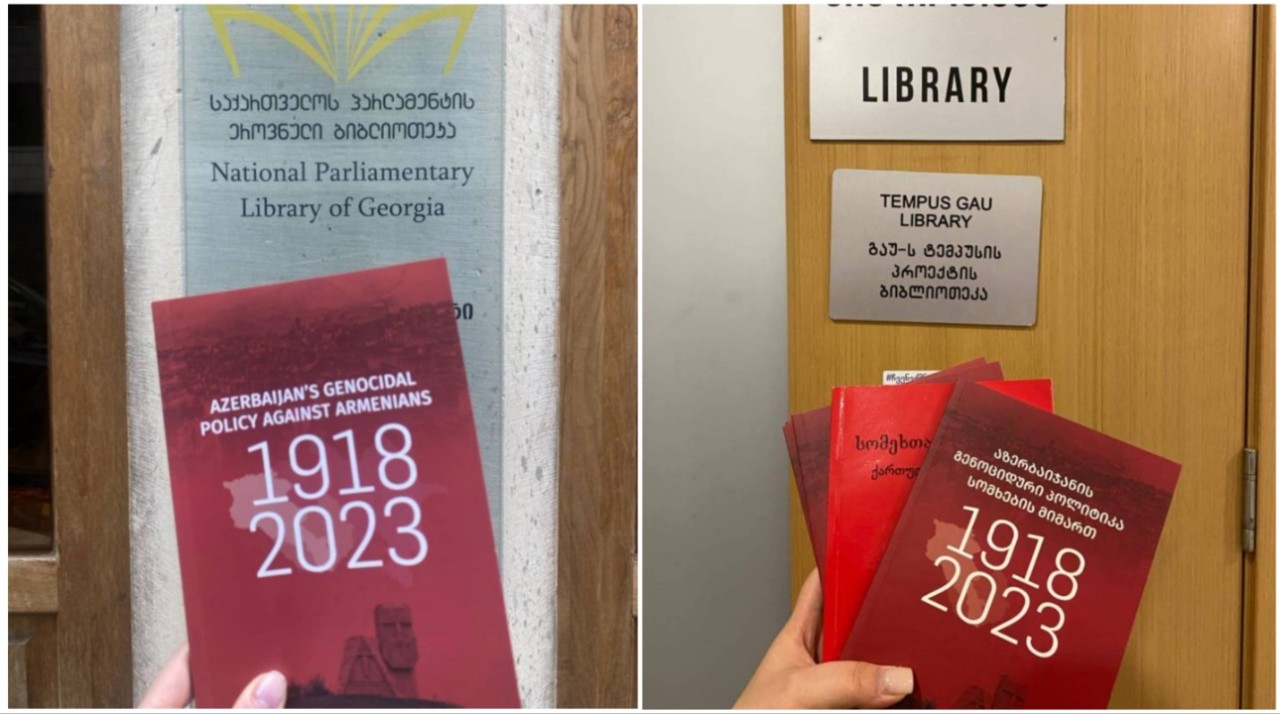 საქართველოს პარლამენტის
ეროვნული ბიბლიოთეკა
National Parliamentary
Library of Georgia
AZERBAIJAN'S GENOCIDAL
POLICY AGAINST ARMENIANS
1918
2023
LIBRARY
TEMPUS GAU
LIBRARY
გაუ-ს ტემპუსის
პროექტის
ბიბლიოთეკა
სომეხთა
აზერბაიჯანის
გენოციდური პოლიტიკა
სომხების მიმართ
1918
2023